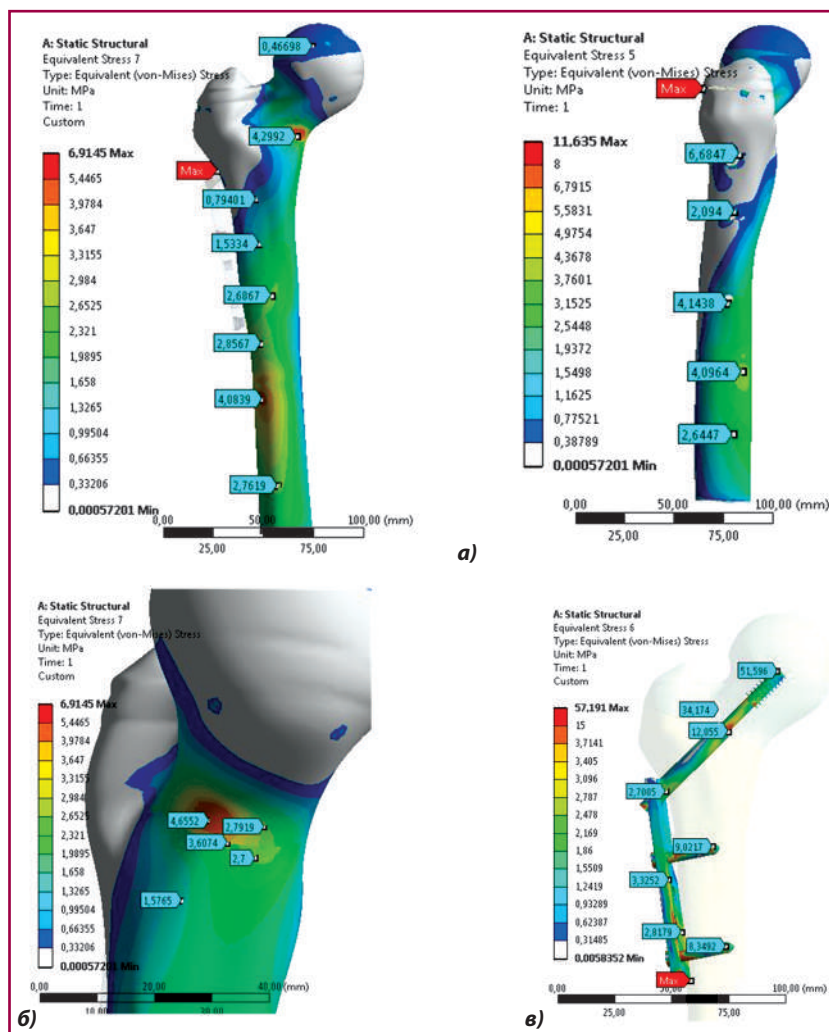 A: Static Structural
Equivalent Stress 7
Type: Equivalent (von-Mises) Stress
Unit: MPa
Time: 1
Custom
6,9145 Max
5,4465
3,9784
3,647
3,3155
2,984
2,6525
2,321
1,9895
1,658
1,3265
0,99504
0,66355
0,33206
0,00057201 Min
0,46698
4,2992
Max
0,79401
1,5334
2,6867
2,8567
4,0839
2,7619
0,00 50,00 100,00 (mm)
25,00 75,00
A: Static Structural
Equivalent Stress 5
Type: Equivalent (von-Mises) Stress
Unit: MPa
Time: 1
11,635 Max
8
6,7915
5,5831
4,9754
4,3678
3,7601
3,1525
2,5448
1,9372
1,5498
1,1625
0,77521
0,38789
0,00057201 Min
Max
6,6847
2,094
4,1438
4,0964
2,6447
0,00 50,00 100,00 (mm)
25,00 75,00
а)
A: Static Structural
Equivalent Stress 7
Type: Equivalent (von-Mises) Stress
Unit: MPa
Time: 1
Custom
6,9145 Max
5,4465
3,9784
3,647
3,3155
2,984
2,6525
2,321
1,9895
1,658
1,3265
0,99504
0,66355
0,33206
0,00057201 Min
4,6552
2,7919
3,6074
2,7
1,5765
0,00 20,00 40,00 (mm)
10,00 30,00
б)
A: Static Structural
Equivalent Stress 6
Type: Equivalent (von-Mises) Stress
Unit: MPa
Time: 1
Custom
57,191 Max
15
3,7141
3,405
3,096
2,787
2,478
2,169
1,86
1,5509
1,2419
0,93289
0,62387
0,31485
0,0058352 Min
51,596
34,174
12,055
2,7085
9,0217
3,3252
2,8179
8,3492
Max
0,00 50,00 100,00 (mm)
25,00 75,00
в)